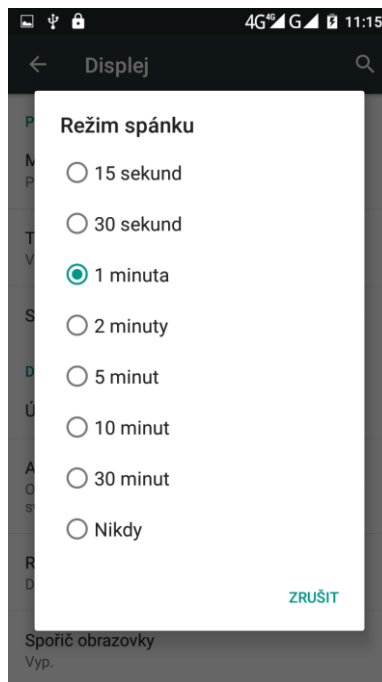 4G 4G G 11:15
Displej
Režim spánku
15 sekund
30 sekund
1 minuta
2 minuty
5 minut
10 minut
30 minut
Nikdy
ZRUŠIT
Spořič obrazovky
Vyp.